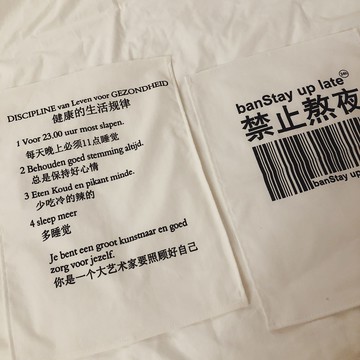 DISCIPLINE van Leven voor GEZONDHEID
健康的生活规律
1 Voor 23.00 uur most slapen.
每天晚上必须11点睡觉
2 Behouden goed stemming altijd.
总是保持好心情
3 Eten Koud en pikant minde.
少吃冷的辣的
4 sleep meer
多睡觉
Je bent een groot kunstnaar en goed
zorg voor jezelf.
你是一个大艺术家要照顾好自己
banStay up late
禁止熬夜
banStay up